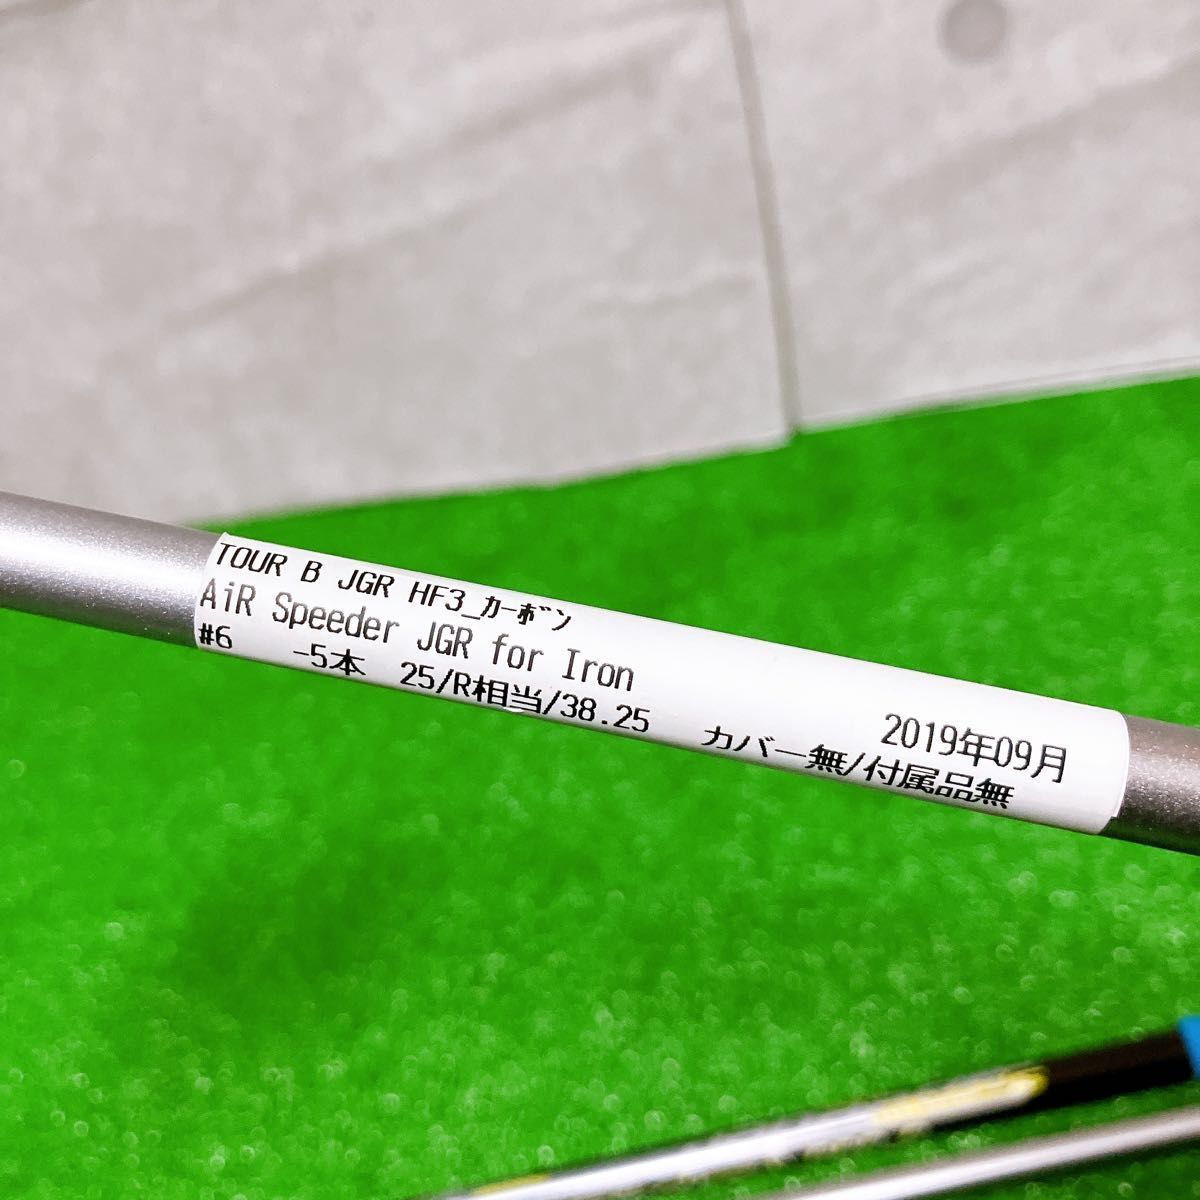 TOUR B JGR HF3_ｶｰﾎﾞﾝ
AiR Speeder JGR for Iron
2019年09月
#6 -5本 25/R相当/38.25 カバー無/付属品無